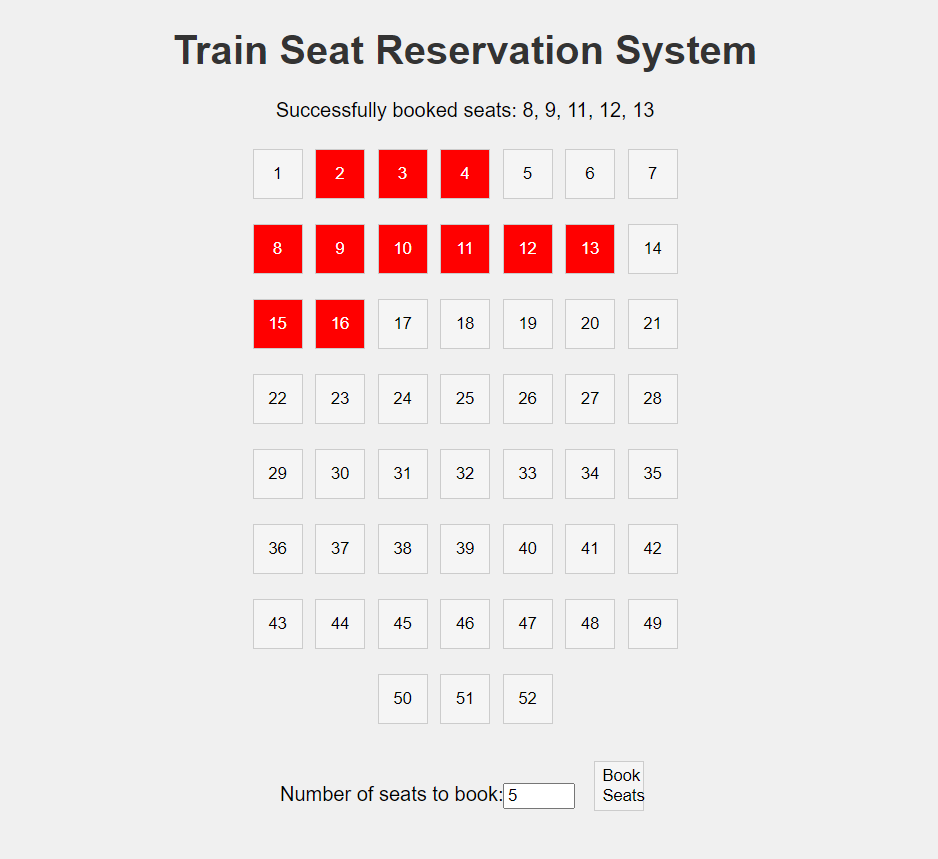 Train Seat Reservation System
Successfully booked seats: 8, 9, 11, 12, 13
1 2 3 4 5 6 7
8 9 10 11 12 13 14
15 16 17 18 19 20 21
22 23 24 25 26 27 28
29 30 31 32 33 34 35
36 37 38 39 40 41 42
43 44 45 46 47 48 49
50 51 52
Number of seats to book: 5
Book
Seats